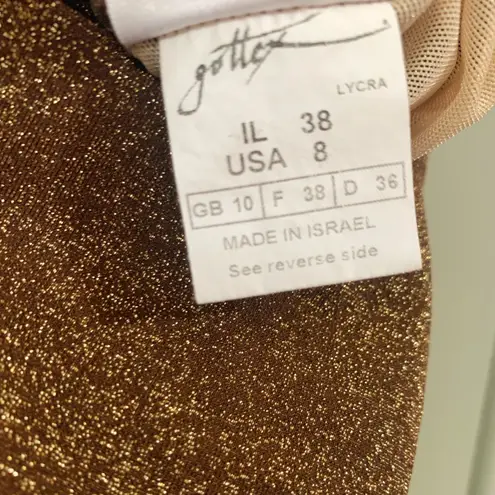 gottex
LYCRA
IL 38
USA 8
GB 10 F 38 D 36
MADE IN ISRAEL
See reverse side